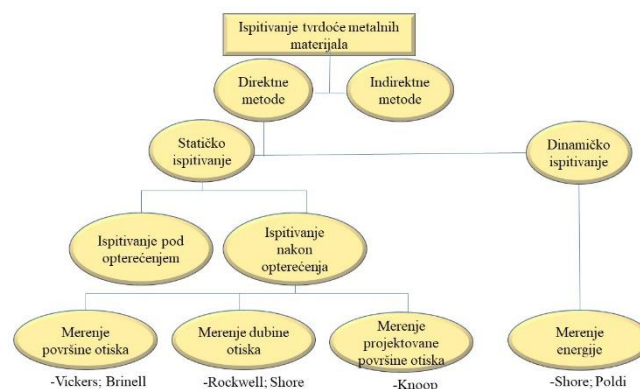 Ispitivanje tvrdoće metalnih
materijala
Direktne
metode
Indirektne
metode
Statičko
ispitivanje
Dinamičko
ispitivanje
Ispitivanje pod
opterećenjem
Ispitivanje
nakon
opterećenja
Merenje
površine otiska
Merenje dubine
otiska
Merenje
projektovane
površine otiska
Merenje
energije
-Vickers; Brinell
-Rockwell; Shore
-Knoop
-Shore; Poldi